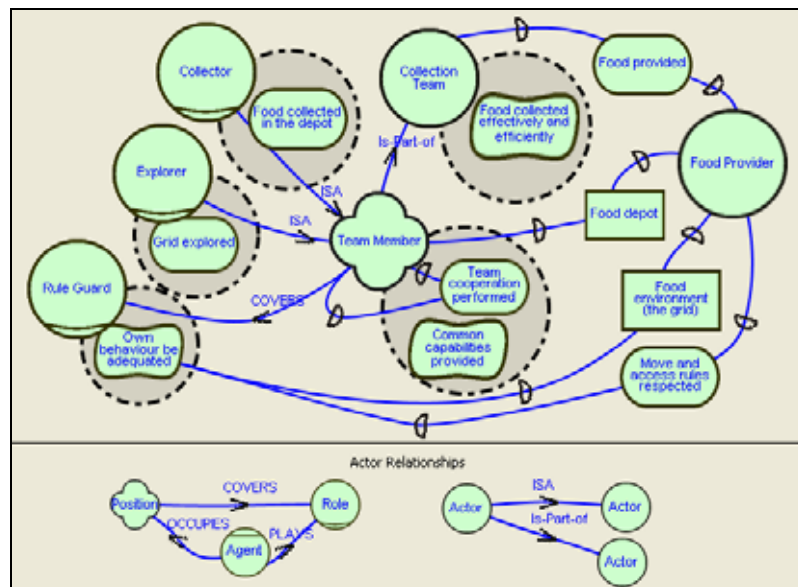 Collector
Food collected
in the depot
Collection
Team
Food collected
effectively and
efficiently
Food provided
Food Provider
Is-Part-of
ISA
Explorer
Grid explored
ISA
Team Member
Food depot
Rule Guard
COVERS
Team
cooperation
performed
Food
environment
(the grid)
Own
behaviour be
adequated
Common
capabilities
provided
Move and
access rules
respected
Actor Relationships
Position
COVERS
Role
OCCUPIES
Agent
PLAYS
Actor
ISA
Actor
Is-Part-of
Actor